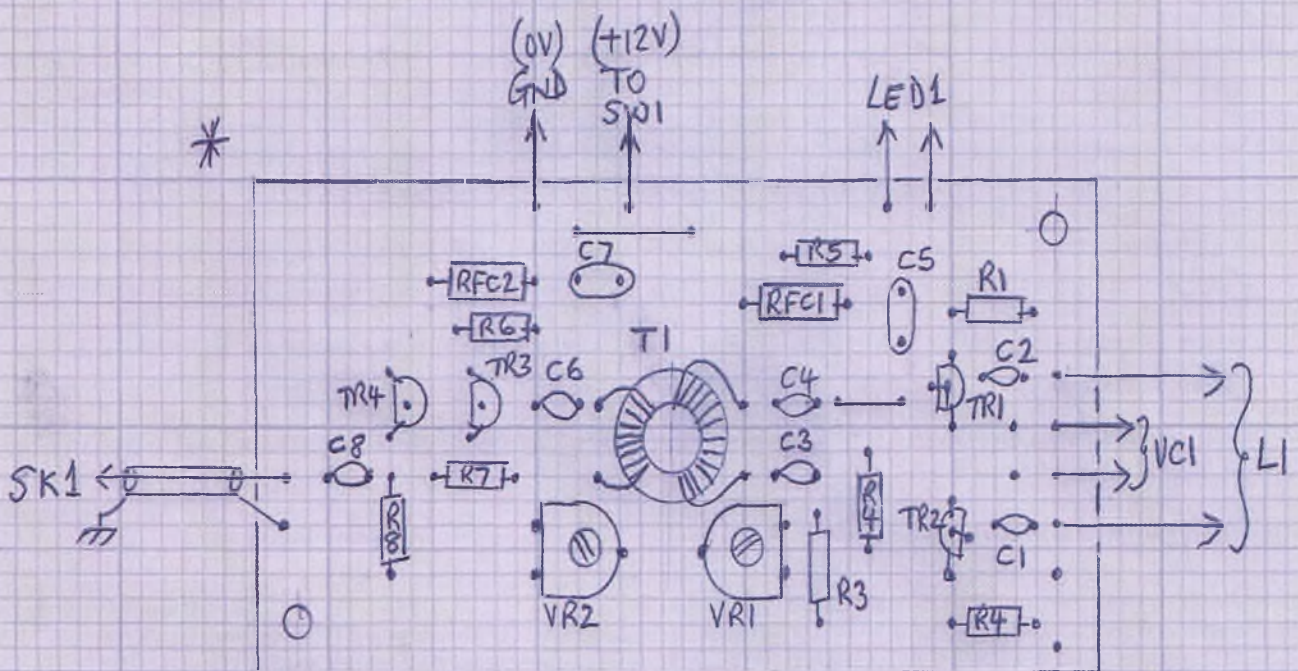 (0V) (+12V)
GND TO
SW1
LED1
*
C7
R5
C5
RFC2
RFC1
R1
R6
T1
TR3
C6
C4
C2
TR4
TR1
C8
C3
VC1
L1
SK1
R7
R8
R4
TR2
C1
VR2
VR1
R3
R4